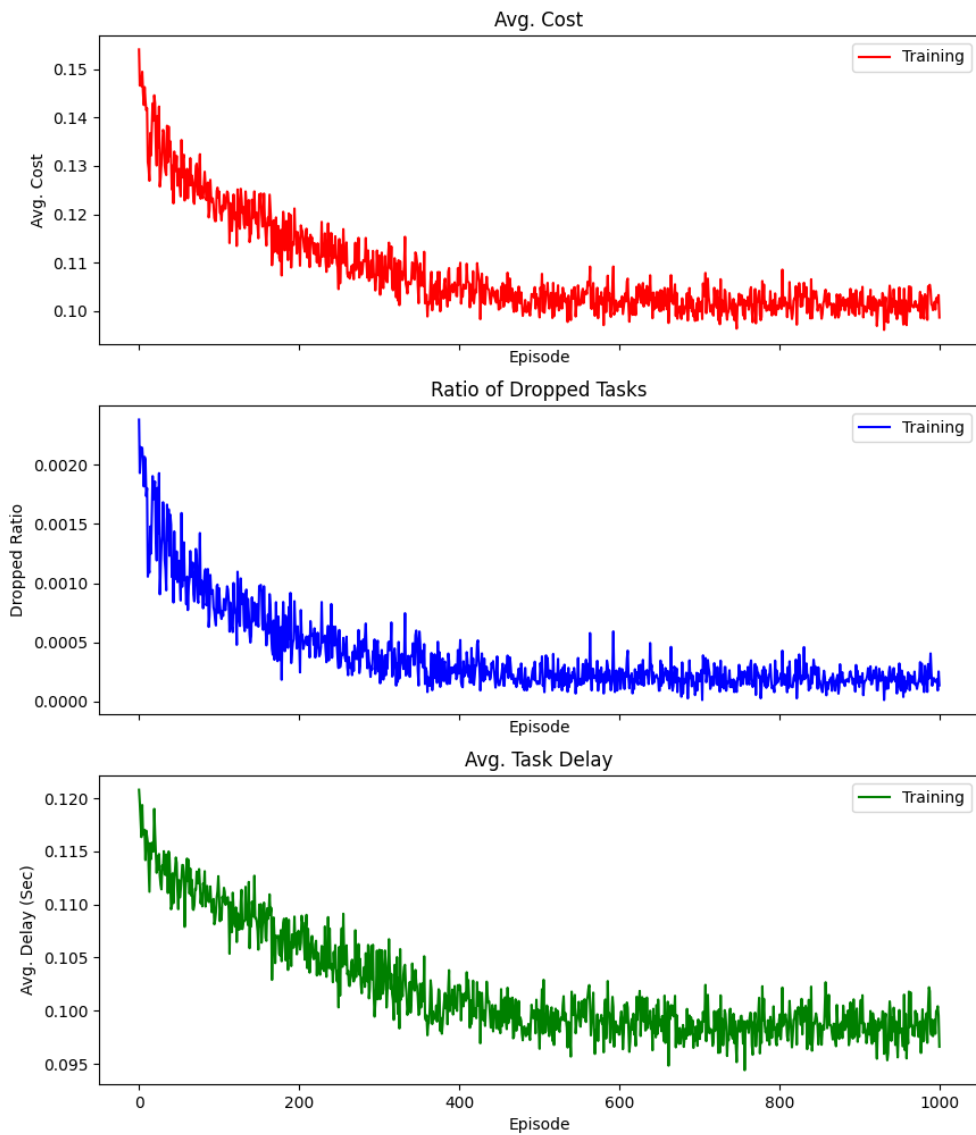 Avg. Cost
Training
0.15
0.14
0.13
0.12
0.11
0.10
Avg. Cost
Episode
Ratio of Dropped Tasks
Training
0.0020
0.0015
0.0010
0.0005
0.0000
Dropped Ratio
Episode
Avg. Task Delay
Training
0.120
0.115
0.110
0.105
0.100
0.095
Avg. Delay (Sec)
0 200 400 600 800 1000
Episode